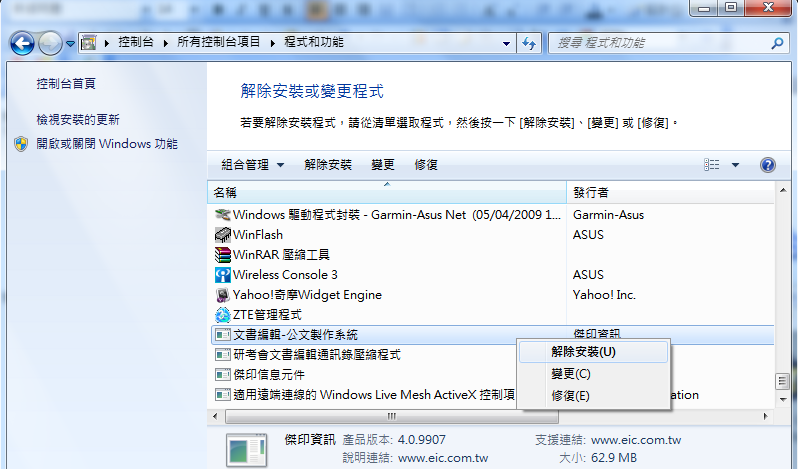 控制台 ▸ 所有控制台項目 ▸ 程式和功能
搜尋 程式和功能
控制台首頁
檢視安裝的更新
開啟或關閉 Windows 功能
解除安裝或變更程式
若要解除安裝程式，請從清單選取程式，然後按一下 [解除安裝]、[變更] 或 [修復]。
組合管理 解除安裝 變更 修復
名稱 發行者
Windows 驅動程式封裝 - Garmin-Asus Net (05/04/2009 1... Garmin-Asus
WinFlash ASUS
WinRAR 壓縮工具
Wireless Console 3 ASUS
Yahoo!奇摩Widget Engine Yahoo! Inc.
ZTE管理程式
文書編輯-公文製作系統 傑印資訊
研考會文書編輯通訊錄壓縮程式
傑印信息元件
適用遠端連線的 Windows Live Mesh ActiveX 控制項
解除安裝(U)
變更(C)
修復(E)
傑印資訊 產品版本: 4.0.9907 支援連結: www.eic.com.tw
說明連結: www.eic.com.tw 大小: 62.9 MB